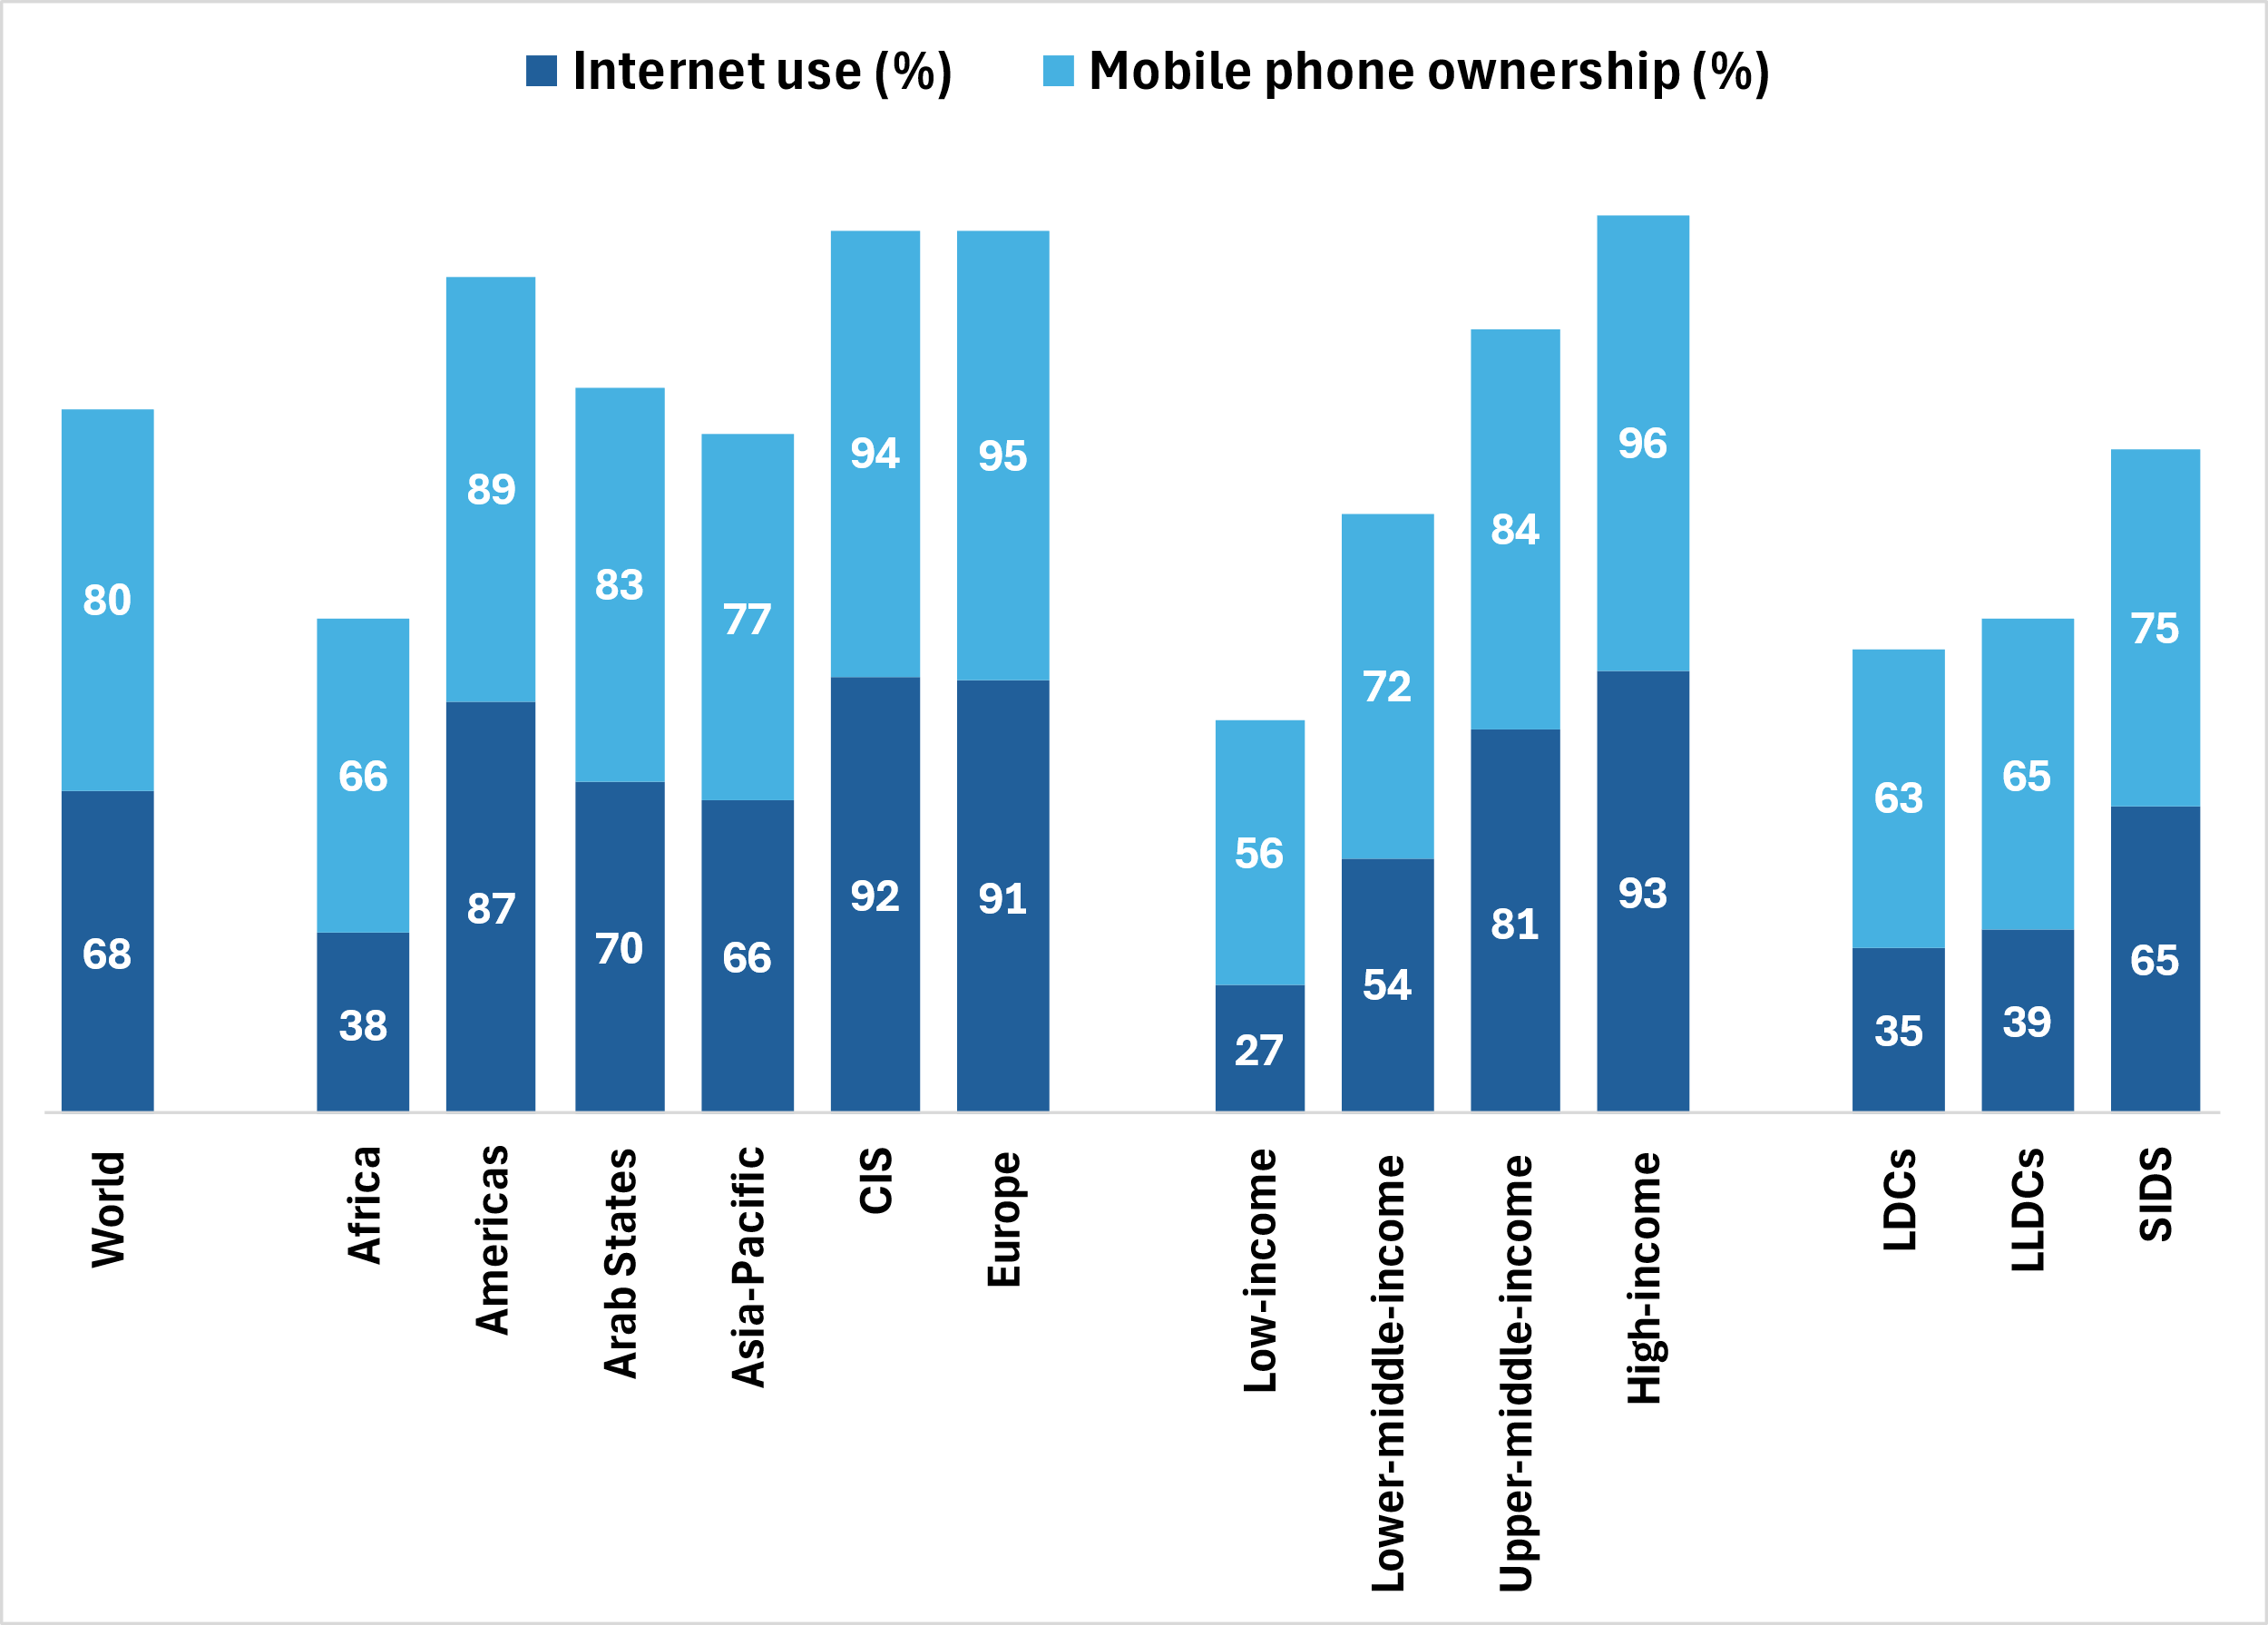 Internet use (%) Mobile phone ownership (%)
80 66 89 83 77 94 95 56 72 84 96 63 65 75
68 38 87 70 66 92 91 27 54 81 93 35 39 65
World
Africa
Americas
Arab States
Asia-Pacific
CIS
Europe
Low-income
Lower-middle-income
Upper-middle-income
High-income
LDCs
LLDCs
SIDS